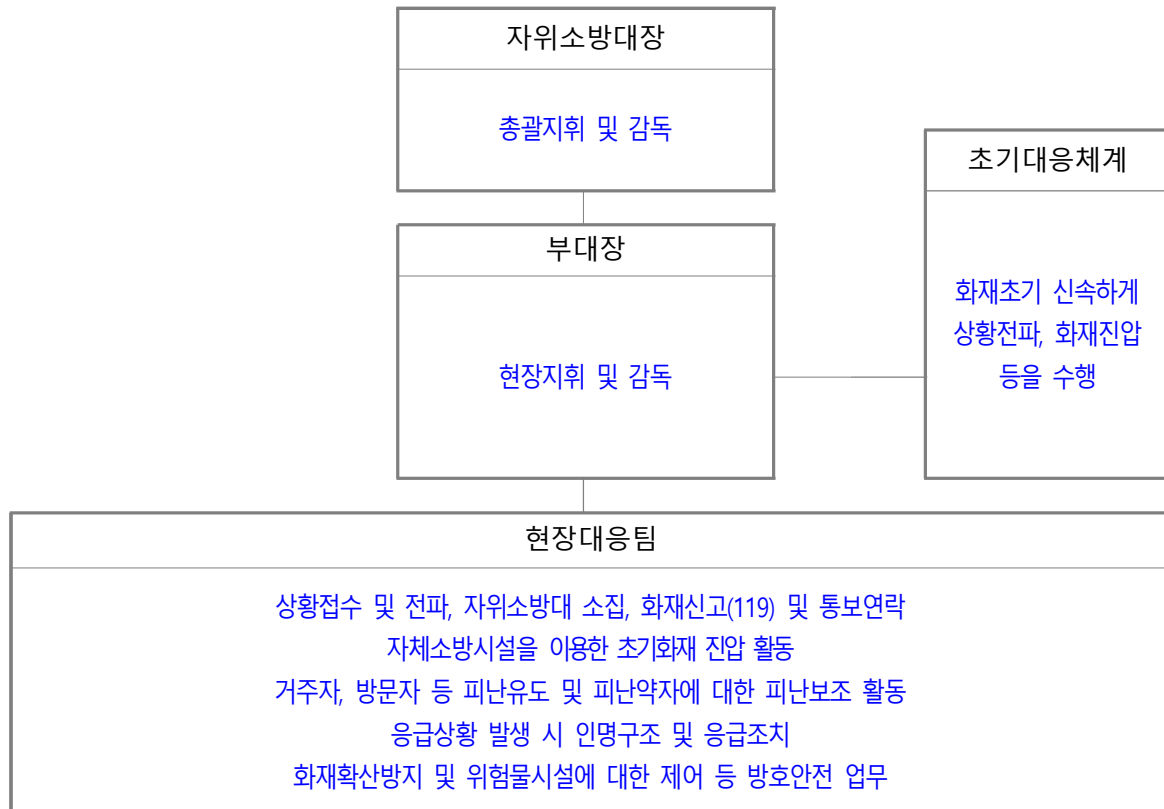 자위소방대장
총괄지휘 및 감독
초기대응체계
화재초기 신속하게
상황전파, 화재진압
등을 수행
부대장
현장지휘 및 감독
현장대응팀
상황접수 및 전파, 자위소방대 소집, 화재신고(119) 및 통보연락
자체소방시설을 이용한 초기화재 진압 활동
거주자, 방문자 등 피난유도 및 피난약자에 대한 피난보조 활동
응급상황 발생 시 인명구조 및 응급조치
화재확산방지 및 위험물시설에 대한 제어 등 방호안전 업무